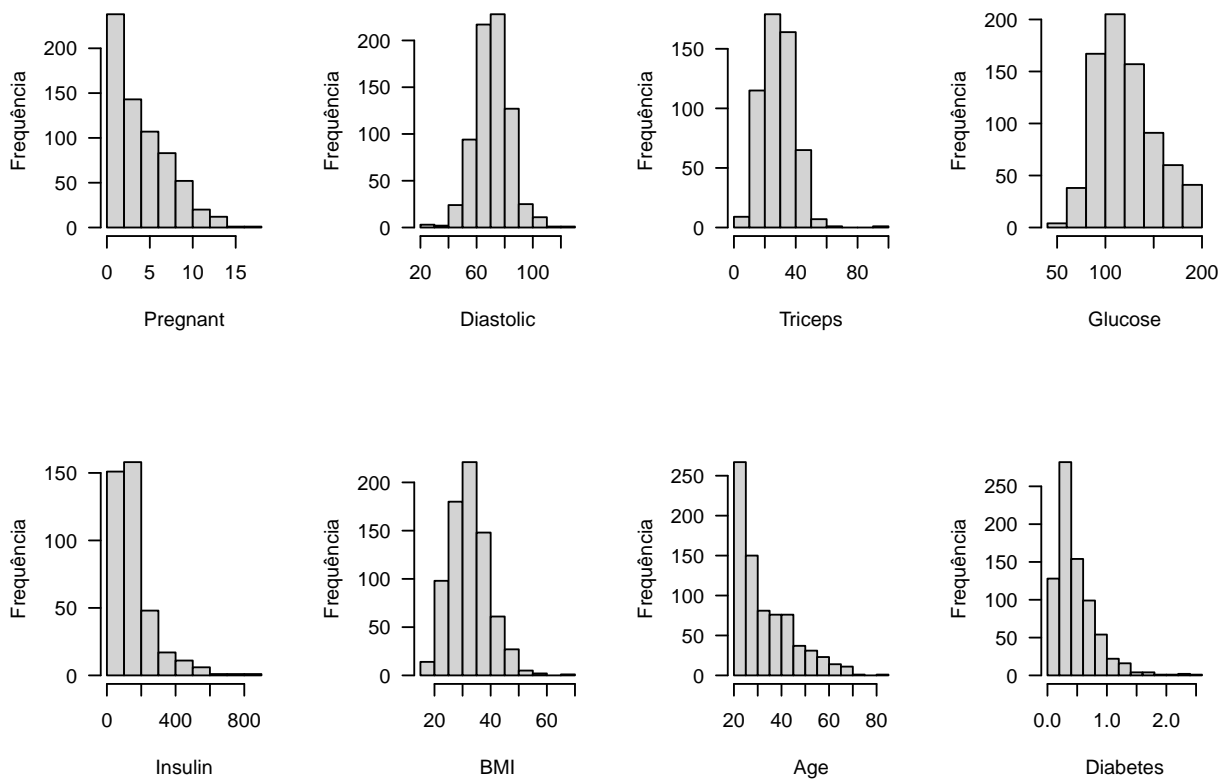 Frequência
200
150
100
50
0
0 5 10 15
Pregnant
Frequência
200
150
100
50
0
20 60 100
Diastolic
Frequência
150
100
50
0
0 40 80
Triceps
Frequência
200
150
100
50
0
50 100 200
Glucose
Frequência
150
100
50
0
0 400 800
Insulin
Frequência
200
150
100
50
0
20 40 60
BMI
Frequência
250
200
150
100
50
0
20 40 60 80
Age
Frequência
250
200
150
100
50
0
0.0 1.0 2.0
Diabetes